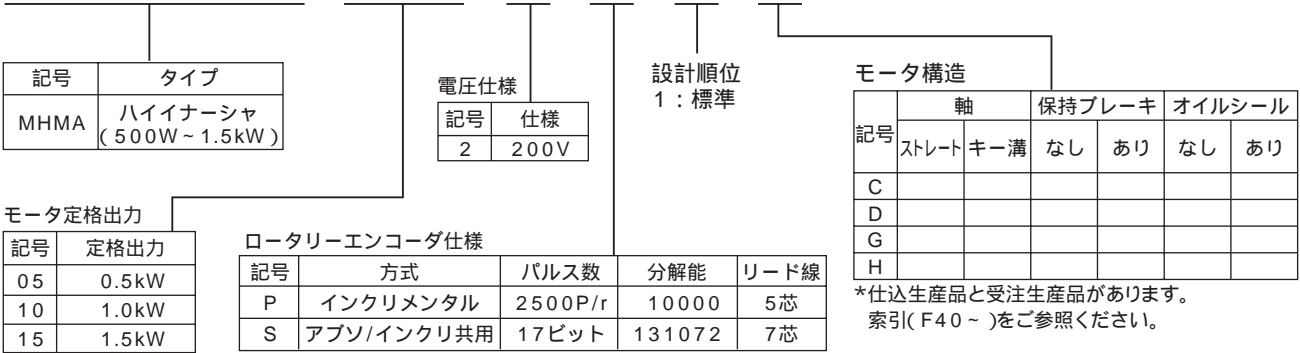 記号 タイプ
MHMA ハイイナーシャ
(500W~1.5kW)
電圧仕様
記号 仕様
2 200V
設計順位
1:標準
モータ構造
記号 軸 保持ブレーキ オイルシール
ストレート キー溝 なし あり なし あり
C
D
G
H
*仕込生産品と受注生産品があります。
索引(F40~)をご参照ください。
モータ定格出力
記号 定格出力
05 0.5kW
10 1.0kW
15 1.5kW
ロータリーエンコーダ仕様
記号 方式 パルス数 分解能 リード線
P インクリメンタル 2500P/r 10000 5芯
S アブソ/インクリ共用 17ビット 131072 7芯